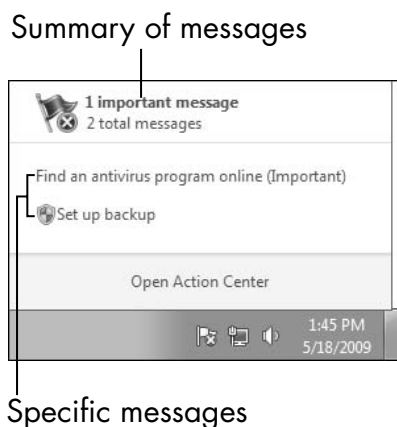 Summary of messages
1 important message
2 total messages
Find an antivirus program online (Important)
Set up backup
Open Action Center
1:45 PM
5/18/2009
Specific messages